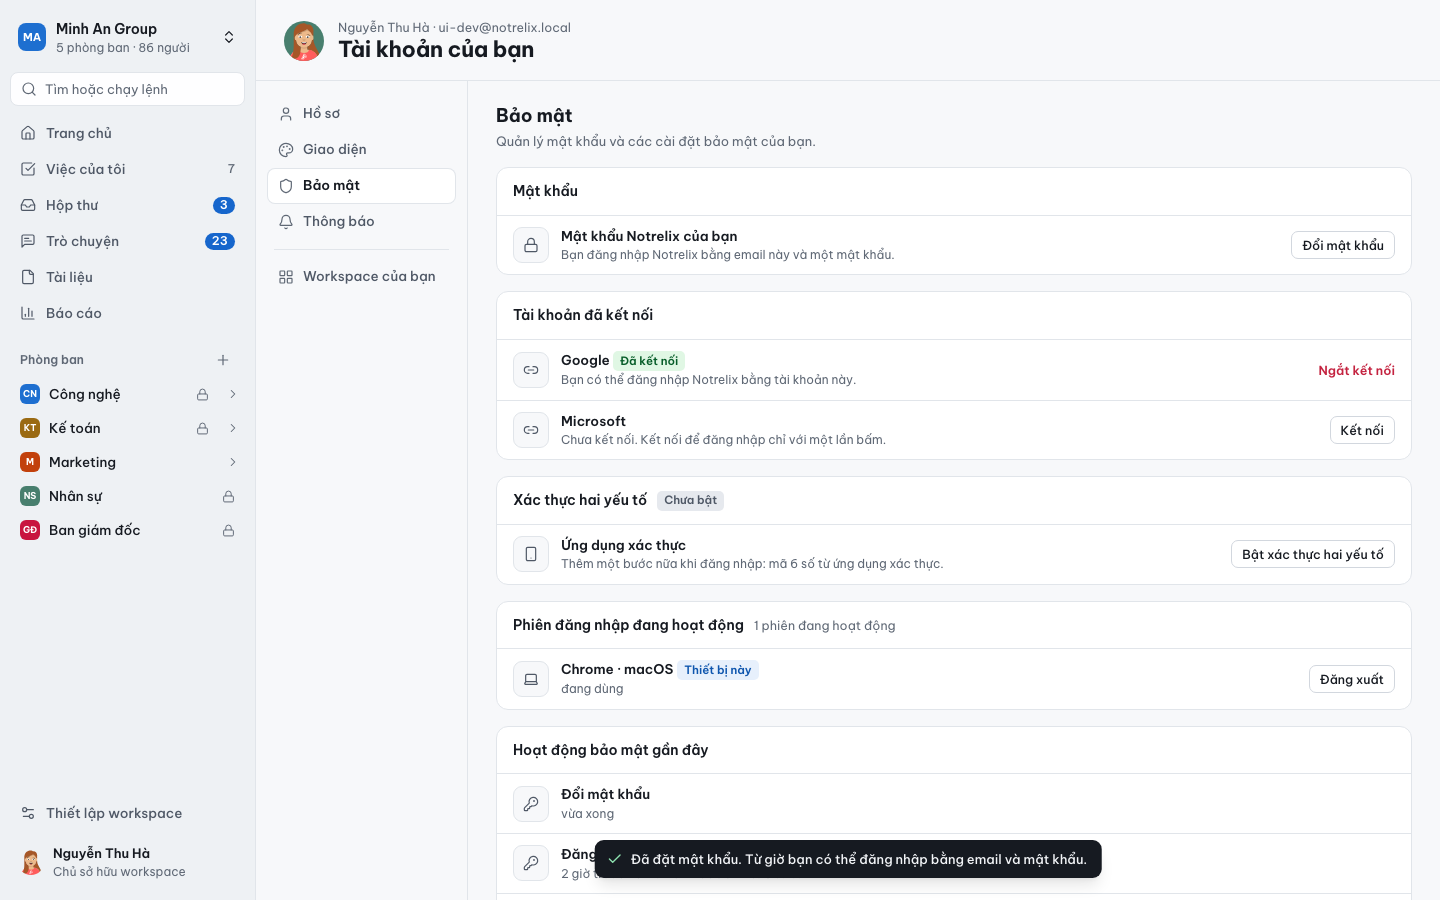 MA
Minh An Group
5 phòng ban · 86 người
Tìm hoặc chạy lệnh
Trang chủ
Việc của tôi 7
Hộp thư 3
Trò chuyện 23
Tài liệu
Báo cáo
Phòng ban
CN Công nghệ
KT Kế toán
M Marketing
NS Nhân sự
GĐ Ban giám đốc
Thiết lập workspace
Nguyễn Thu Hà
Chủ sở hữu workspace
Nguyễn Thu Hà · ui-dev@notrelix.local
Tài khoản của bạn
Hồ sơ
Giao diện
Bảo mật
Thông báo
Workspace của bạn
Bảo mật
Quản lý mật khẩu và các cài đặt bảo mật của bạn.
Mật khẩu
Mật khẩu Notrelix của bạn
Bạn đăng nhập Notrelix bằng email này và một mật khẩu.
Đổi mật khẩu
Tài khoản đã kết nối
Google Đã kết nối
Bạn có thể đăng nhập Notrelix bằng tài khoản này.
Ngắt kết nối
Microsoft
Chưa kết nối. Kết nối để đăng nhập chỉ với một lần bấm.
Kết nối
Xác thực hai yếu tố Chưa bật
Ứng dụng xác thực
Thêm một bước nữa khi đăng nhập: mã 6 số từ ứng dụng xác thực.
Bật xác thực hai yếu tố
Phiên đăng nhập đang hoạt động 1 phiên đang hoạt động
Chrome · macOS Thiết bị này
đang dùng
Đăng xuất
Hoạt động bảo mật gần đây
Đổi mật khẩu
vừa xong
Đăng
2 giờ
Đã đặt mật khẩu. Từ giờ bạn có thể đăng nhập bằng email và mật khẩu.